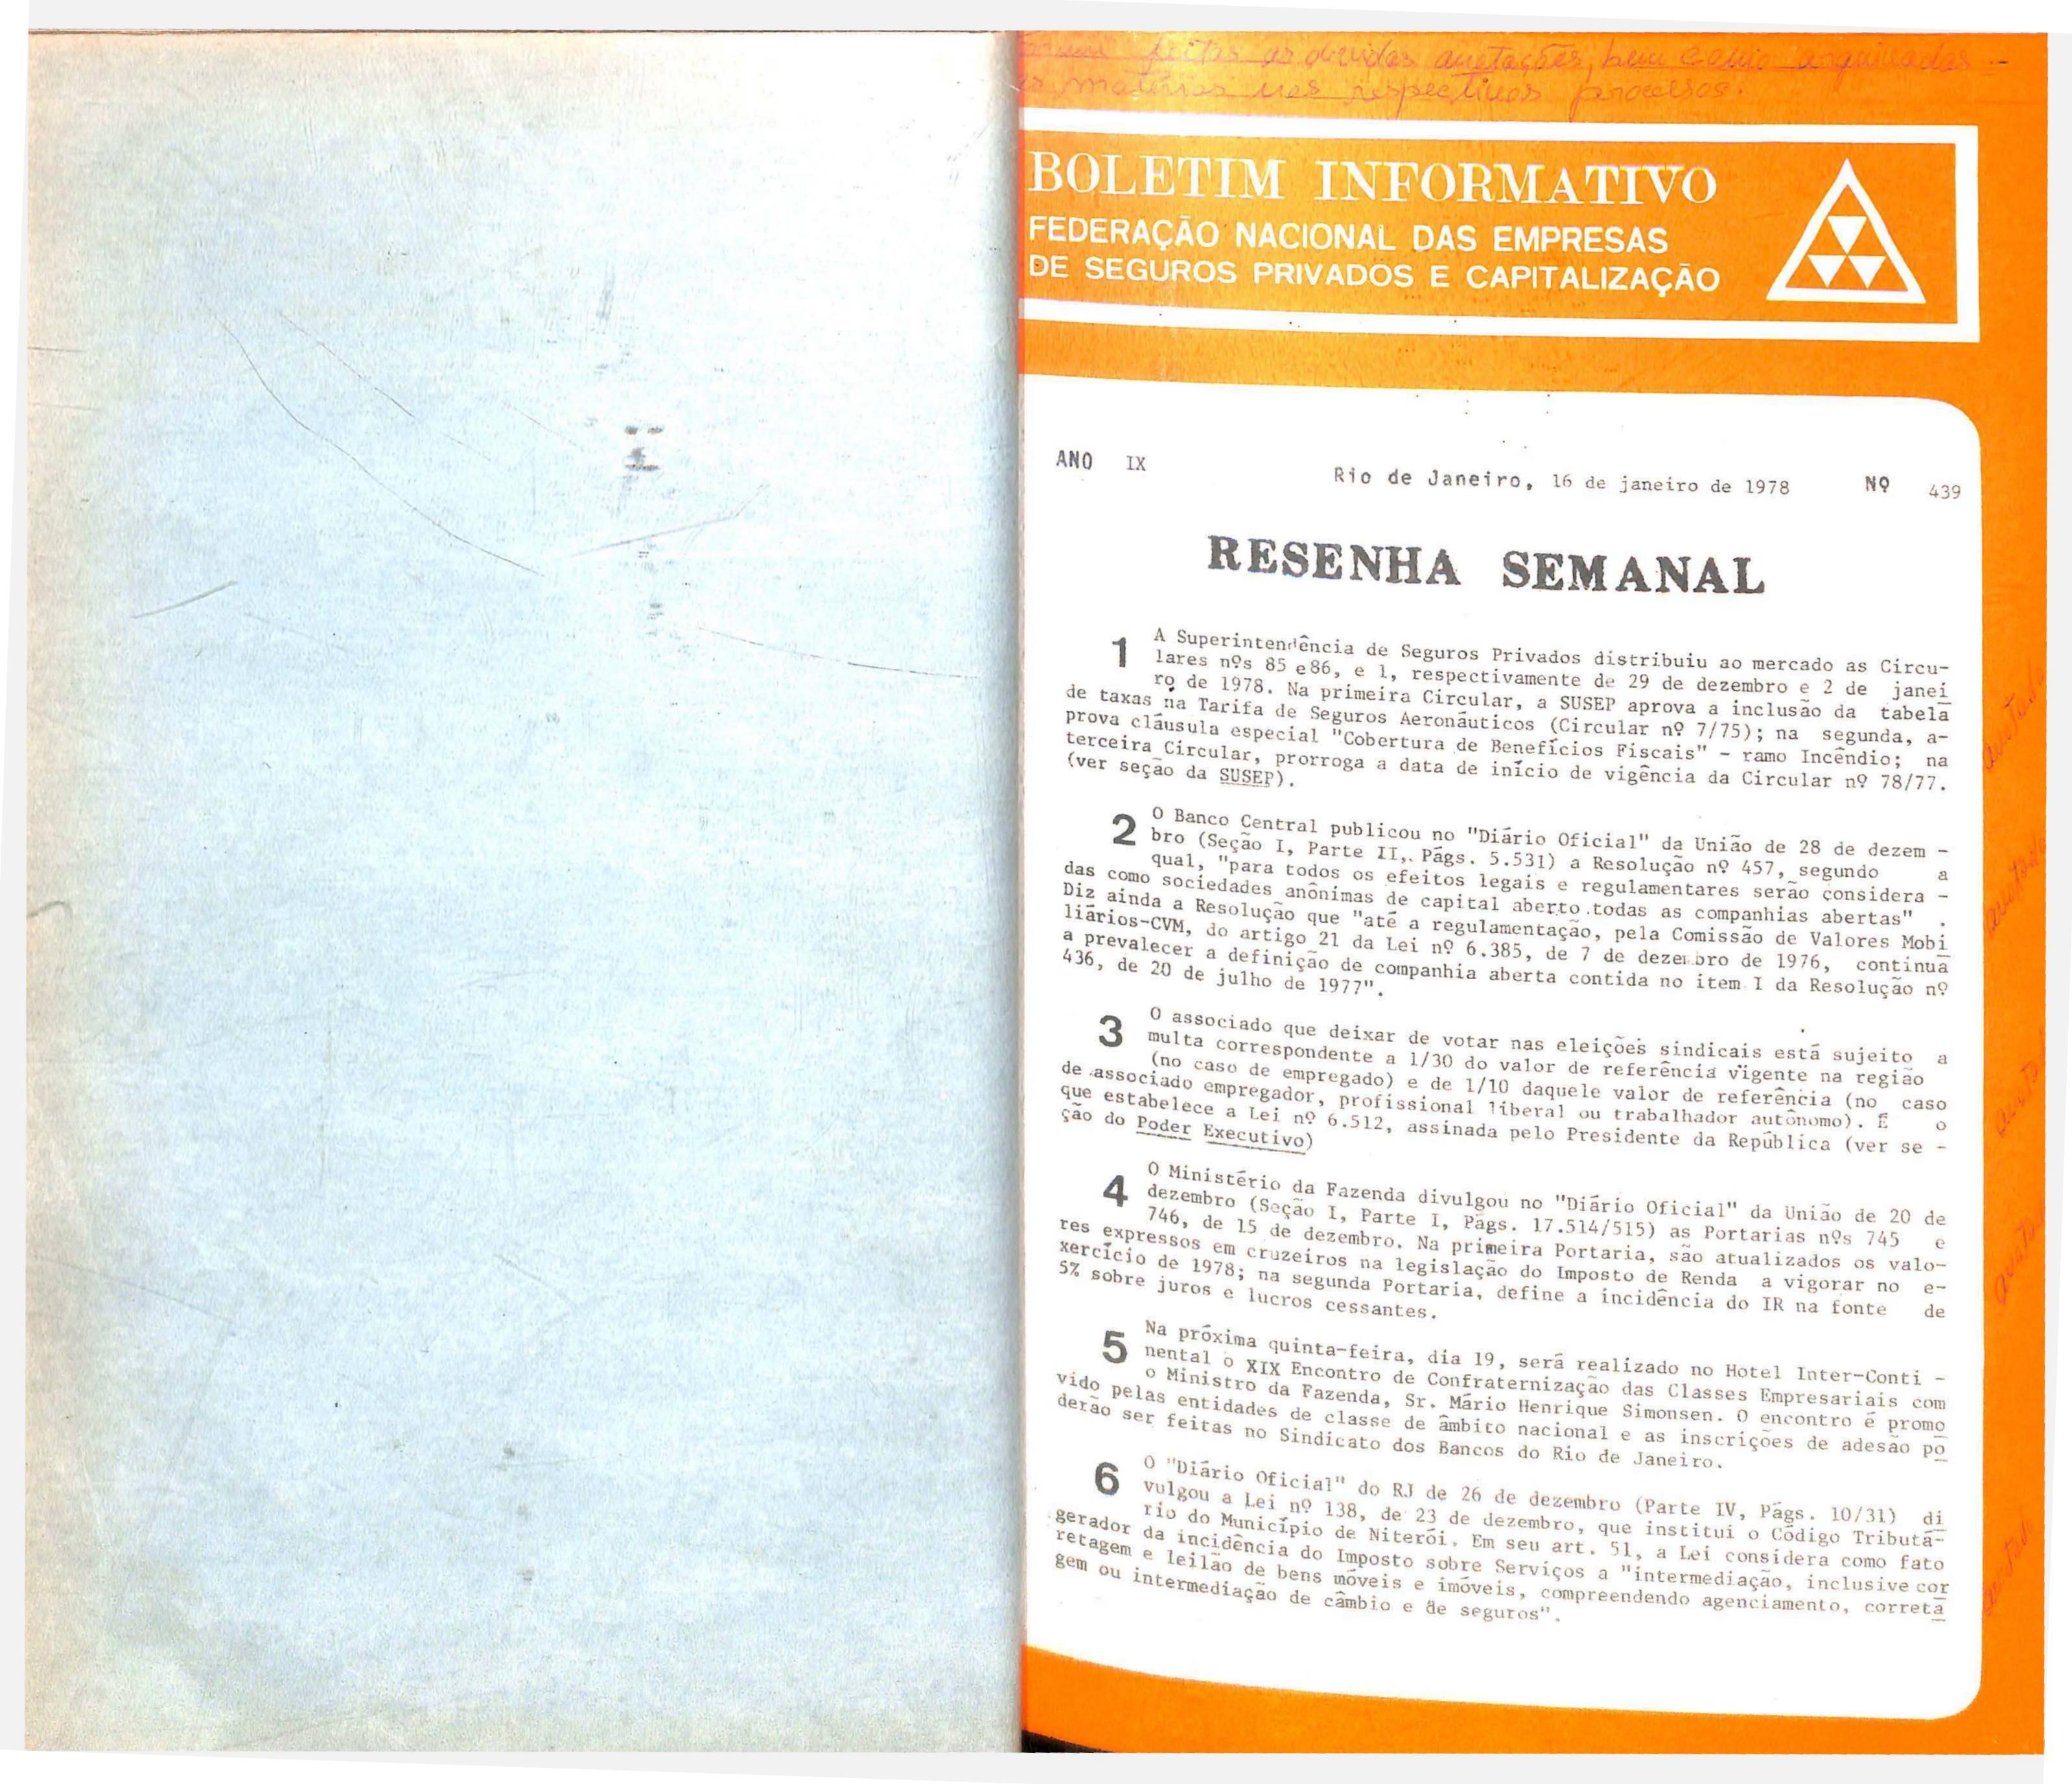 feitas as devidas anotações, bem como arquivadas
as matérias nos respectivos processos.
BOLETIM INFORMATIVO
FEDERAÇÃO NACIONAL DAS EMPRESAS
DE SEGUROS PRIVADOS E CAPITALIZAÇÃO
ANO IX Rio de Janeiro, 16 de janeiro de 1978 Nº 439
RESENHA SEMANAL
1 A Superintendência de Seguros Privados distribuiu ao mercado as Circu-
lares nºs 85 e 86, e 1, respectivamente de 29 de dezembro e 2 de janei
ro de 1978. Na primeira Circular, a SUSEP aprova a inclusão da tabela
de taxas na Tarifa de Seguros Aeronáuticos (Circular nº 7/75); na segunda, a-
prova cláusula especial "Cobertura de Benefícios Fiscais" - ramo Incêndio; na
terceira Circular, prorroga a data de início de vigência da Circular nº 78/77.
(ver seção da SUSEP).
2 O Banco Central publicou no "Diário Oficial" da União de 28 de dezem -
bro (Seção I, Parte II, Págs. 5.531) a Resolução nº 457, segundo a
qual, "para todos os efeitos legais e regulamentares serão considera -
das como sociedades anônimas de capital aberto todas as companhias abertas" .
Diz ainda a Resolução que "até a regulamentação, pela Comissão de Valores Mobi
liários-CVM, do artigo 21 da Lei nº 6.385, de 7 de dezembro de 1976, continua
a prevalecer a definição de companhia aberta contida no item I da Resolução nº
436, de 20 de julho de 1977".
3 O associado que deixar de votar nas eleições sindicais está sujeito a
multa correspondente a 1/30 do valor de referência vigente na região
(no caso de empregado) e de 1/10 daquele valor de referência (no caso
de associado empregador, profissional liberal ou trabalhador autônomo). É o
que estabelece a Lei nº 6.512, assinada pelo Presidente da República (ver se -
ção do Poder Executivo)
4 O Ministério da Fazenda divulgou no "Diário Oficial" da União de 20 de
dezembro (Seção I, Parte I, Págs. 17.514/515) as Portarias nºs 745 e
746, de 15 de dezembro. Na primeira Portaria, são atualizados os valo-
res expressos em cruzeiros na legislação do Imposto de Renda a vigorar no e-
xercício de 1978; na segunda Portaria, define a incidência do IR na fonte de
5% sobre juros e lucros cessantes.
5 Na próxima quinta-feira, dia 19, será realizado no Hotel Inter-Conti -
nental o XIX Encontro de Confraternização das Classes Empresariais com
o Ministro da Fazenda, Sr. Mário Henrique Simonsen. O encontro é promo
vido pelas entidades de classe de âmbito nacional e as inscrições de adesão po
derão ser feitas no Sindicato dos Bancos do Rio de Janeiro.
6 O "Diário Oficial" do RJ de 26 de dezembro (Parte IV, Págs. 10/31) di
vulgou a Lei nº 138, de 23 de dezembro, que institui o Código Tributá-
rio do Município de Niterói. Em seu art. 51, a Lei considera como fato
gerador da incidência do Imposto sobre Serviços a "intermediação, inclusive cor
retagem e leilão de bens móveis e imóveis, compreendendo agenciamento, correta
gem ou intermediação de câmbio e de seguros".